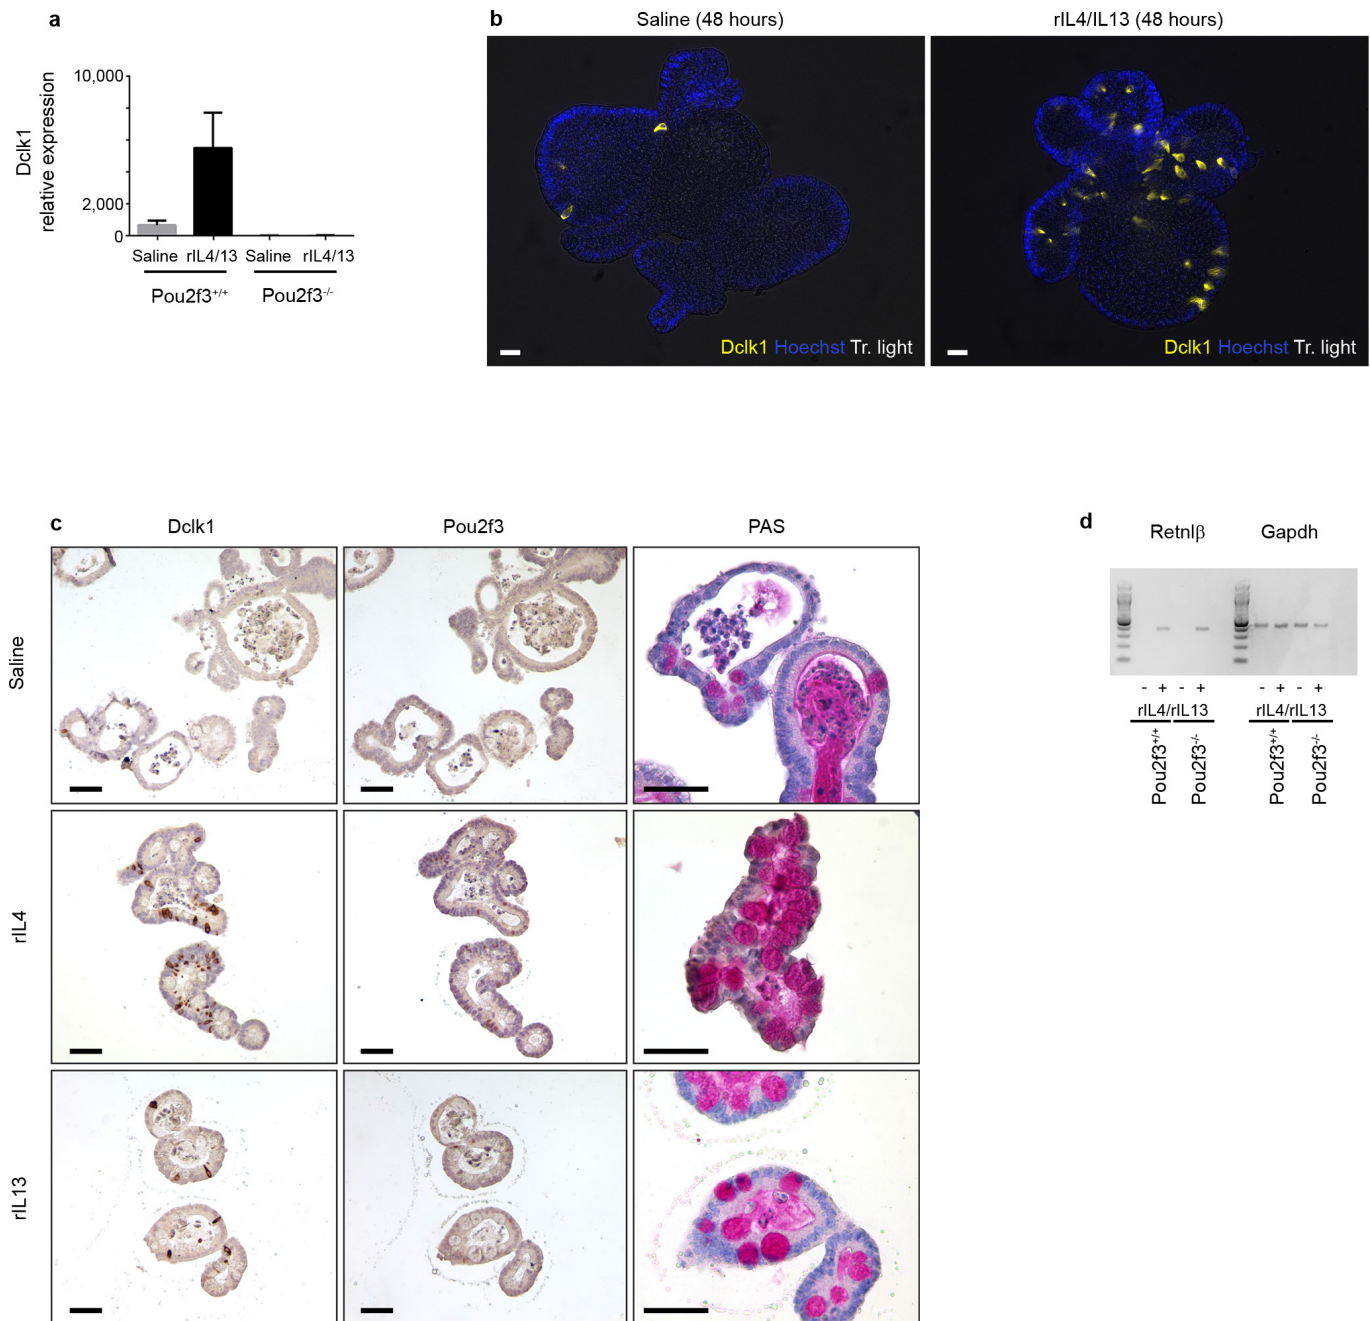 a
Dclk1
relative expression
10,000
2,000
0
Saline rIL4/13 Saline rIL4/13
Pou2f3+/+ Pou2f3-/-
b
Saline (48 hours) rIL4/IL13 (48 hours)
Dclk1 Hoechst Tr. light
Dclk1 Hoechst Tr. light
c
Dclk1 Pou2f3 PAS
Saline
rIL4
rIL13
d
Retnlβ Gapdh
- + - + - + - +
rIL4/rIL13 rIL4/rIL13
Pou2f3+/+ Pou2f3-/- Pou2f3+/+ Pou2f3-/-